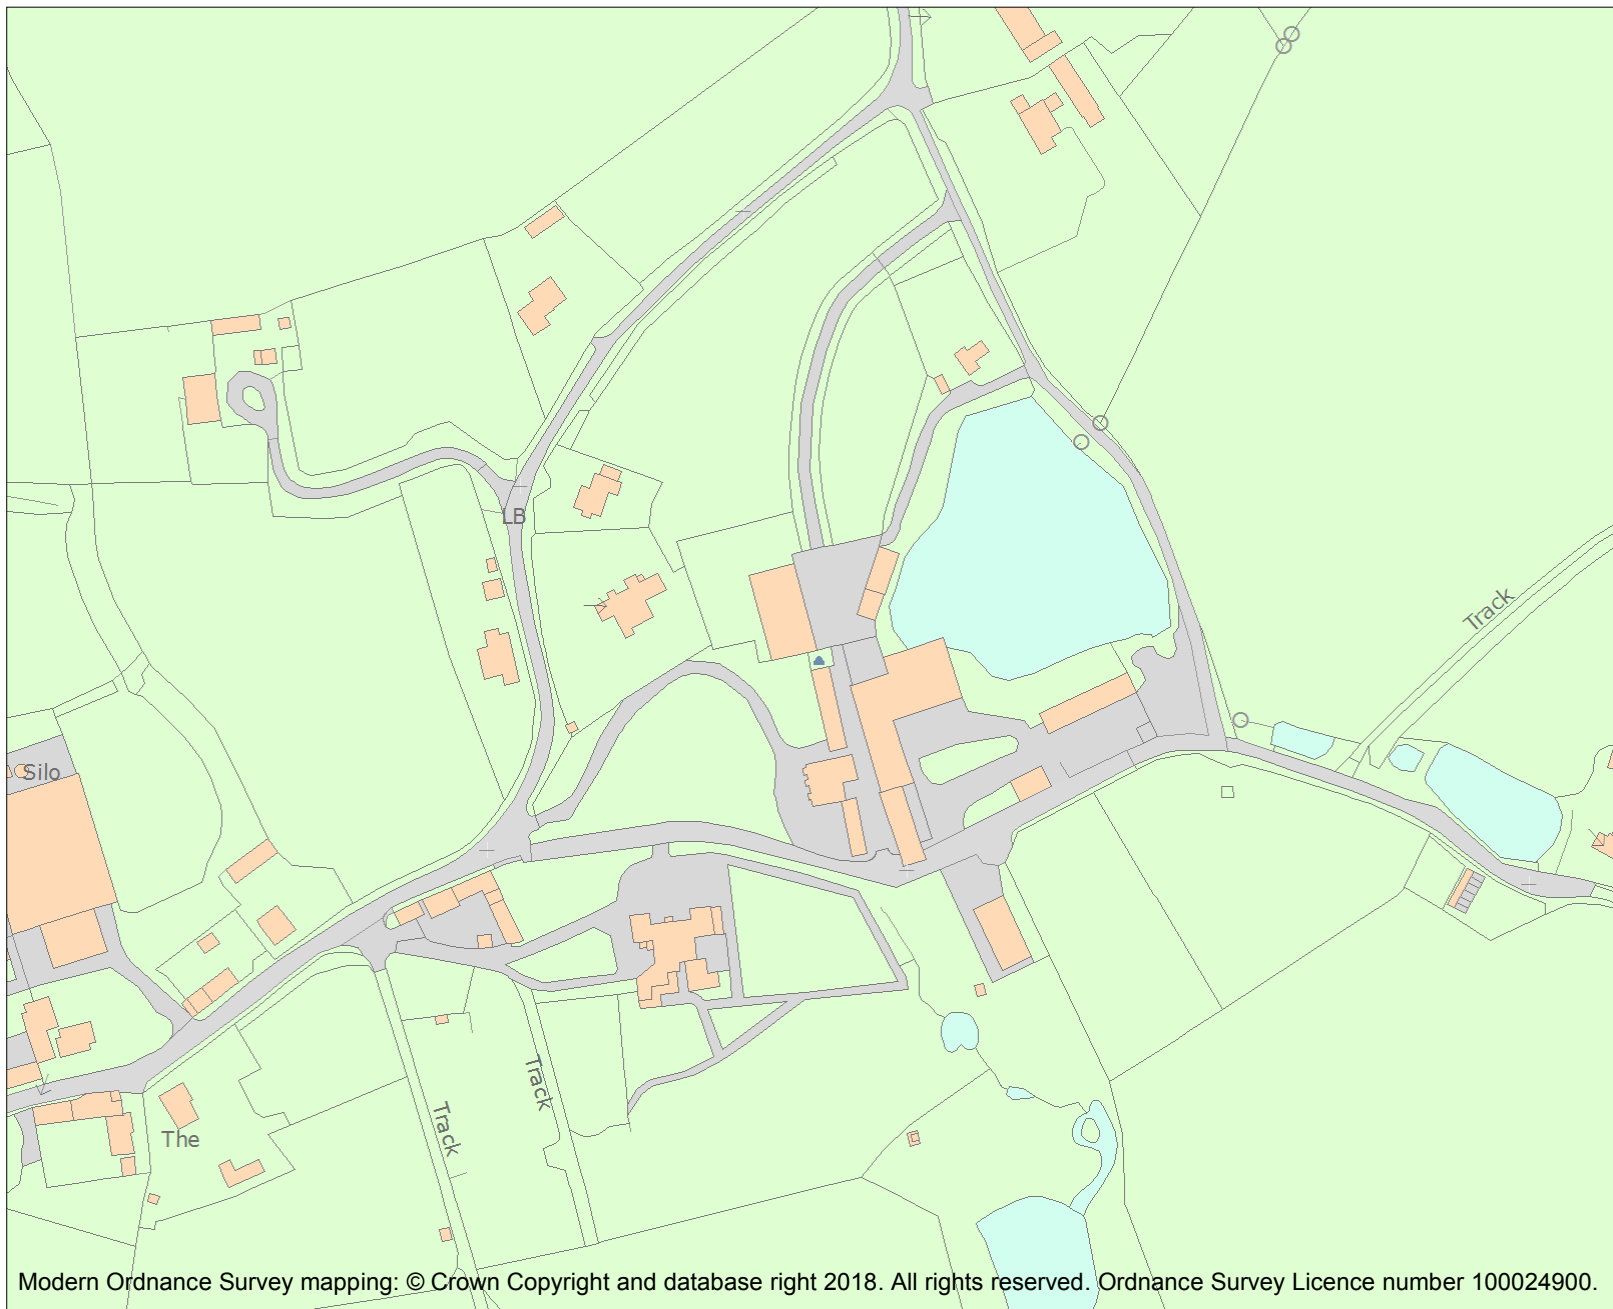 LB
Track
Silo
Track
Track
The
Modern Ordnance Survey mapping: © Crown Copyright and database right 2018. All rights reserved. Ordnance Survey Licence number 100024900.